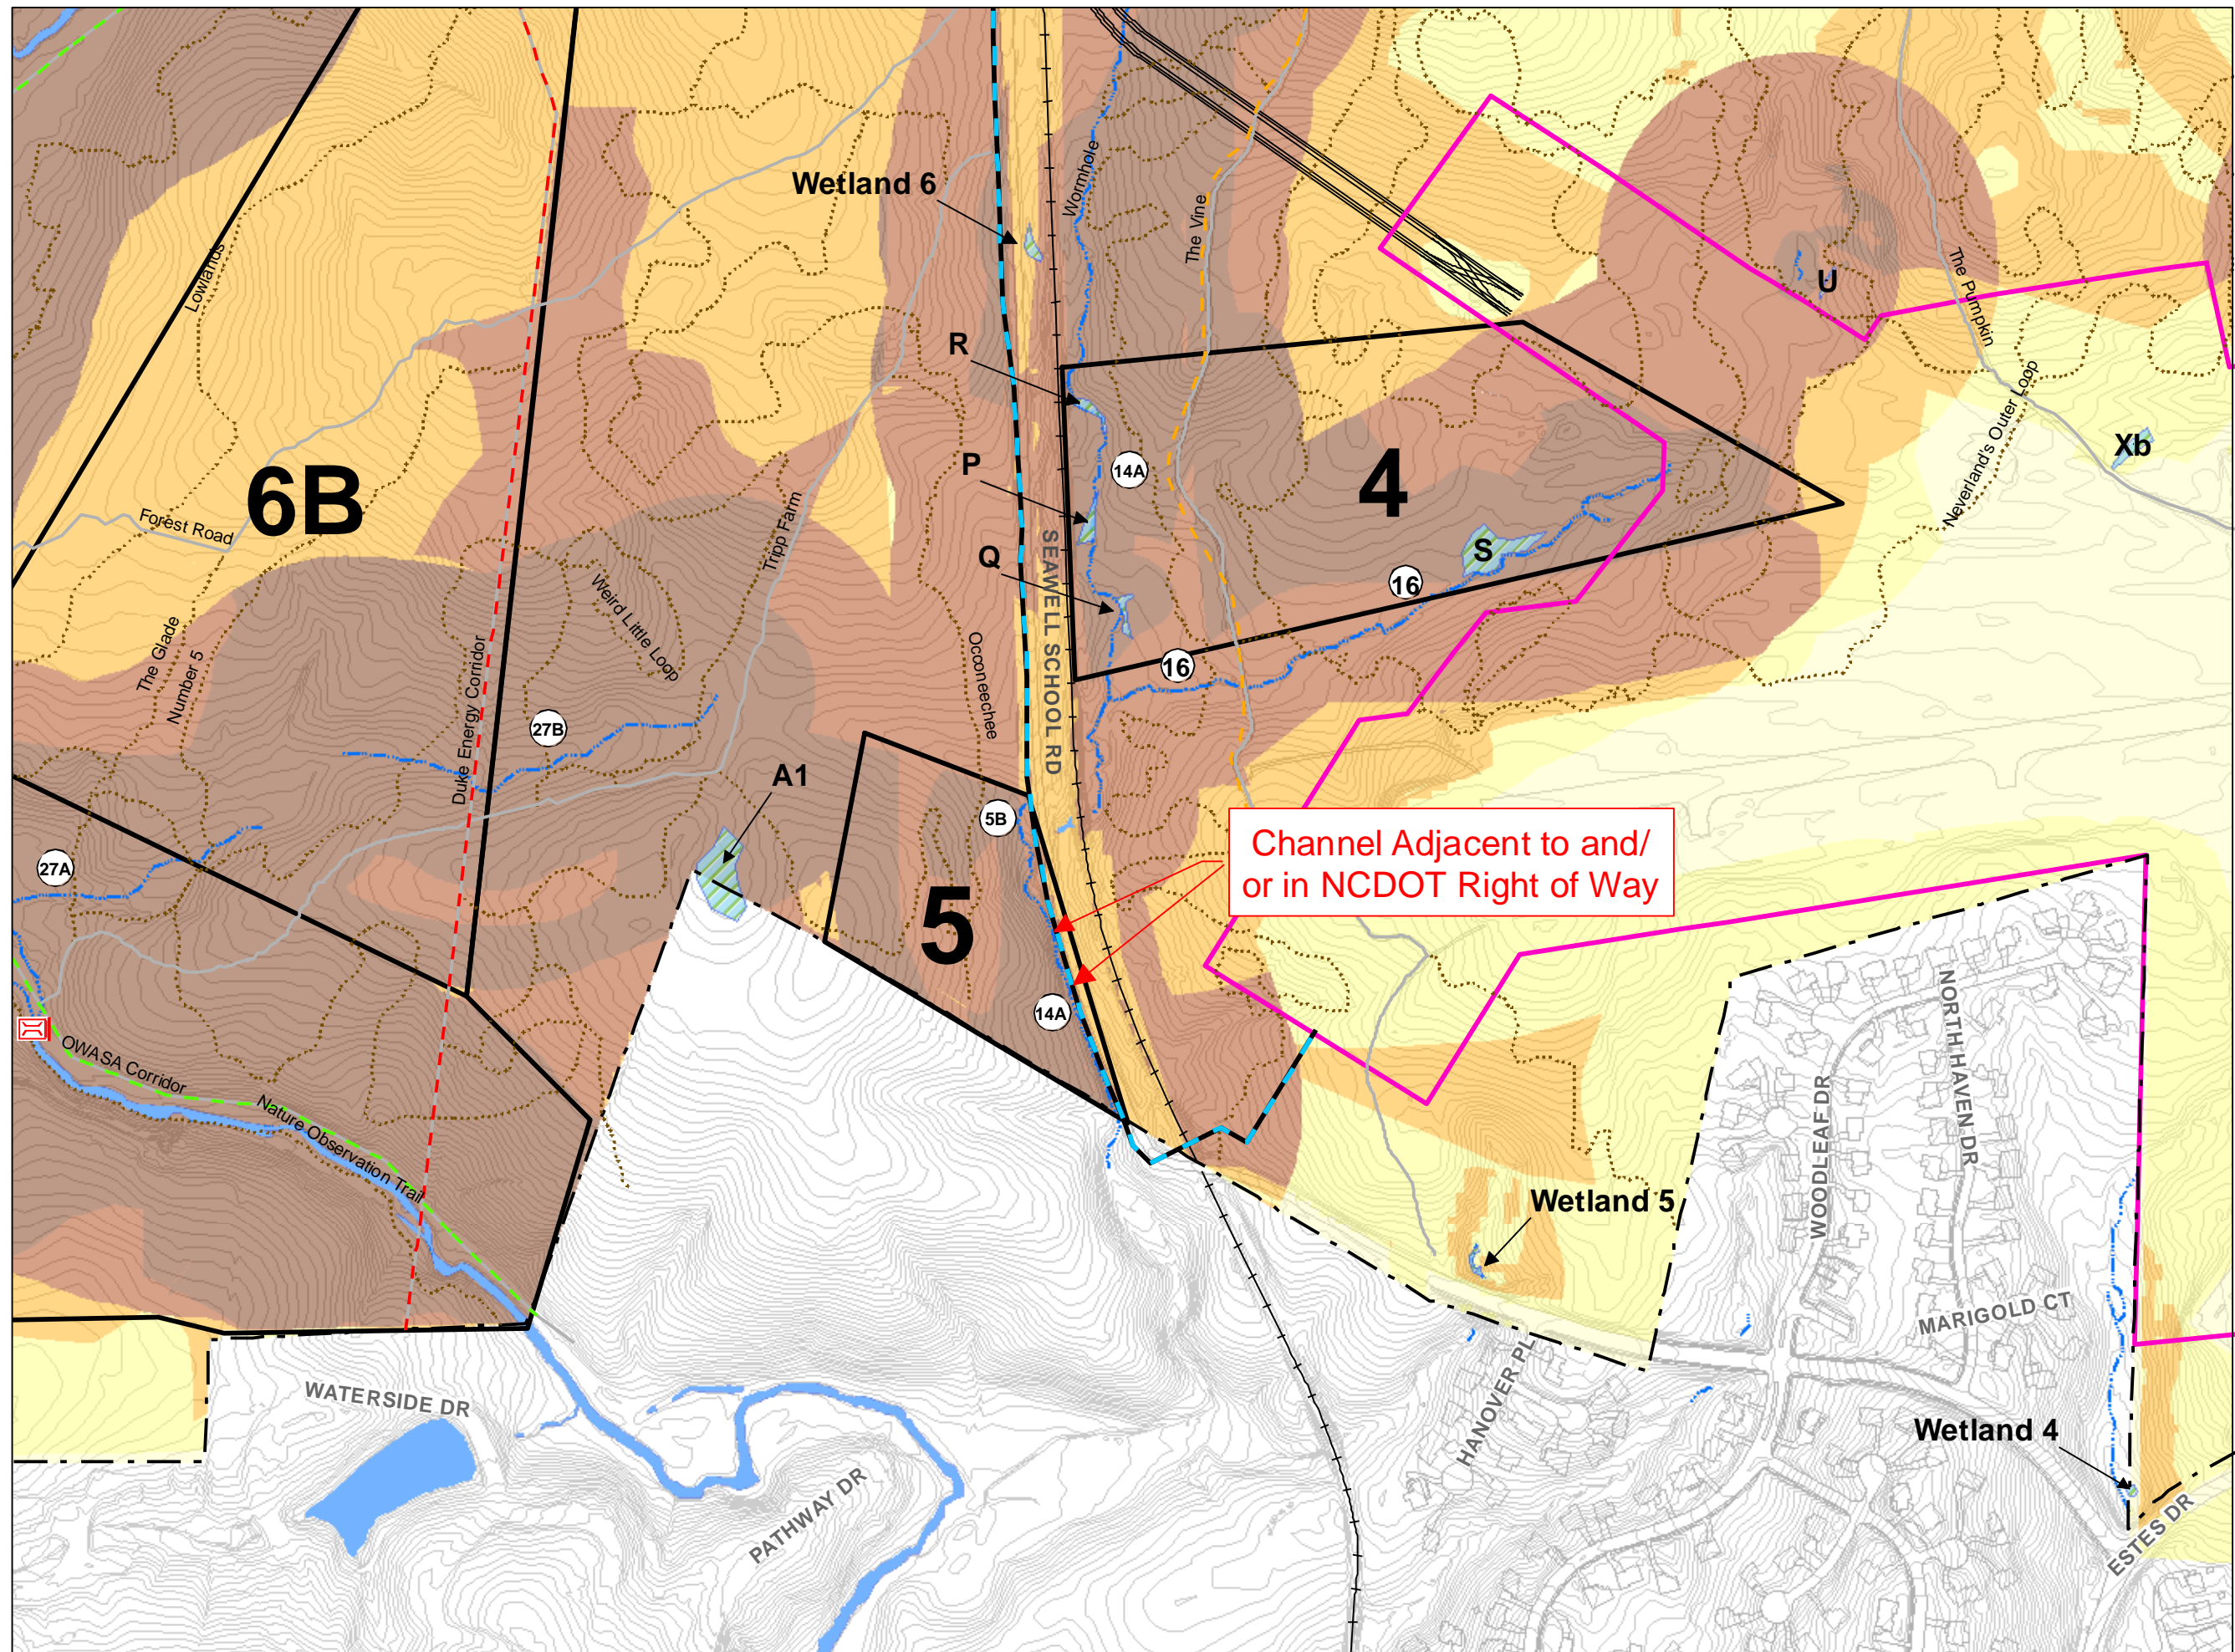 Wetland 6
Wormhole
The Vine
Lowlands
U
The Pumpkin
R
Neverland's Outer Loop
Xb
P
14A
4
6B
Forest Road
Tripp Farm
Q
SEAWELL SCHOOL RD
S
16
Weird Little Loop
The Glade
Number 5
Occoneechee
16
Duke Energy Corridor
27B
A1
5B
Channel Adjacent to and/
or in NCDOT Right of Way
27A
5
14A
NORTH HAVEN DR
WOODLEAF DR
OWASA Corridor
Nature Observation Trail
Wetland 5
MARIGOLD CT
HANOVER PL
WATERSIDE DR
Wetland 4
PATHWAY DR
ESTES DR